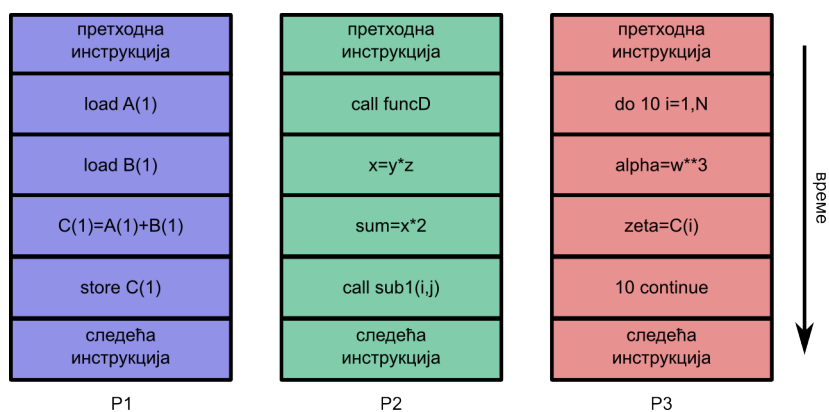 претходна
инструкција
load A(1)
load B(1)
C(1)=A(1)+B(1)
store C(1)
следећа
инструкција
P1
претходна
инструкција
call funcD
x=y*z
sum=x*2
call sub1(i,j)
следећа
инструкција
P2
претходна
инструкција
do 10 i=1,N
alpha=w**3
zeta=C(i)
10 continue
следећа
инструкција
P3
време